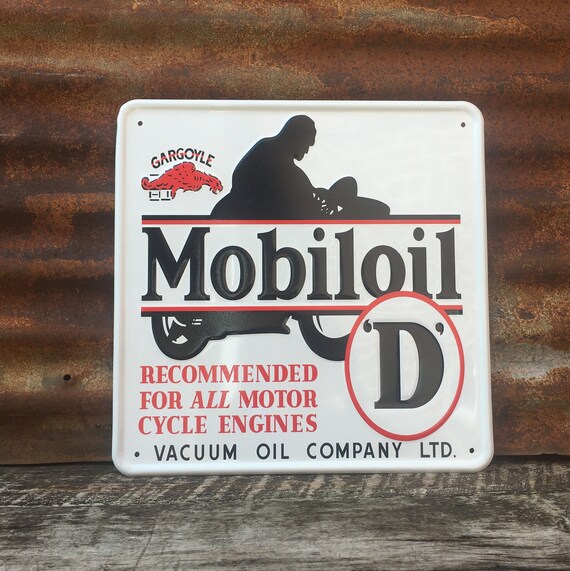 GARGOYLE
Mobiloil
'D'
RECOMMENDED
FOR ALL MOTOR
CYCLE ENGINES
VACUUM OIL COMPANY LTD.